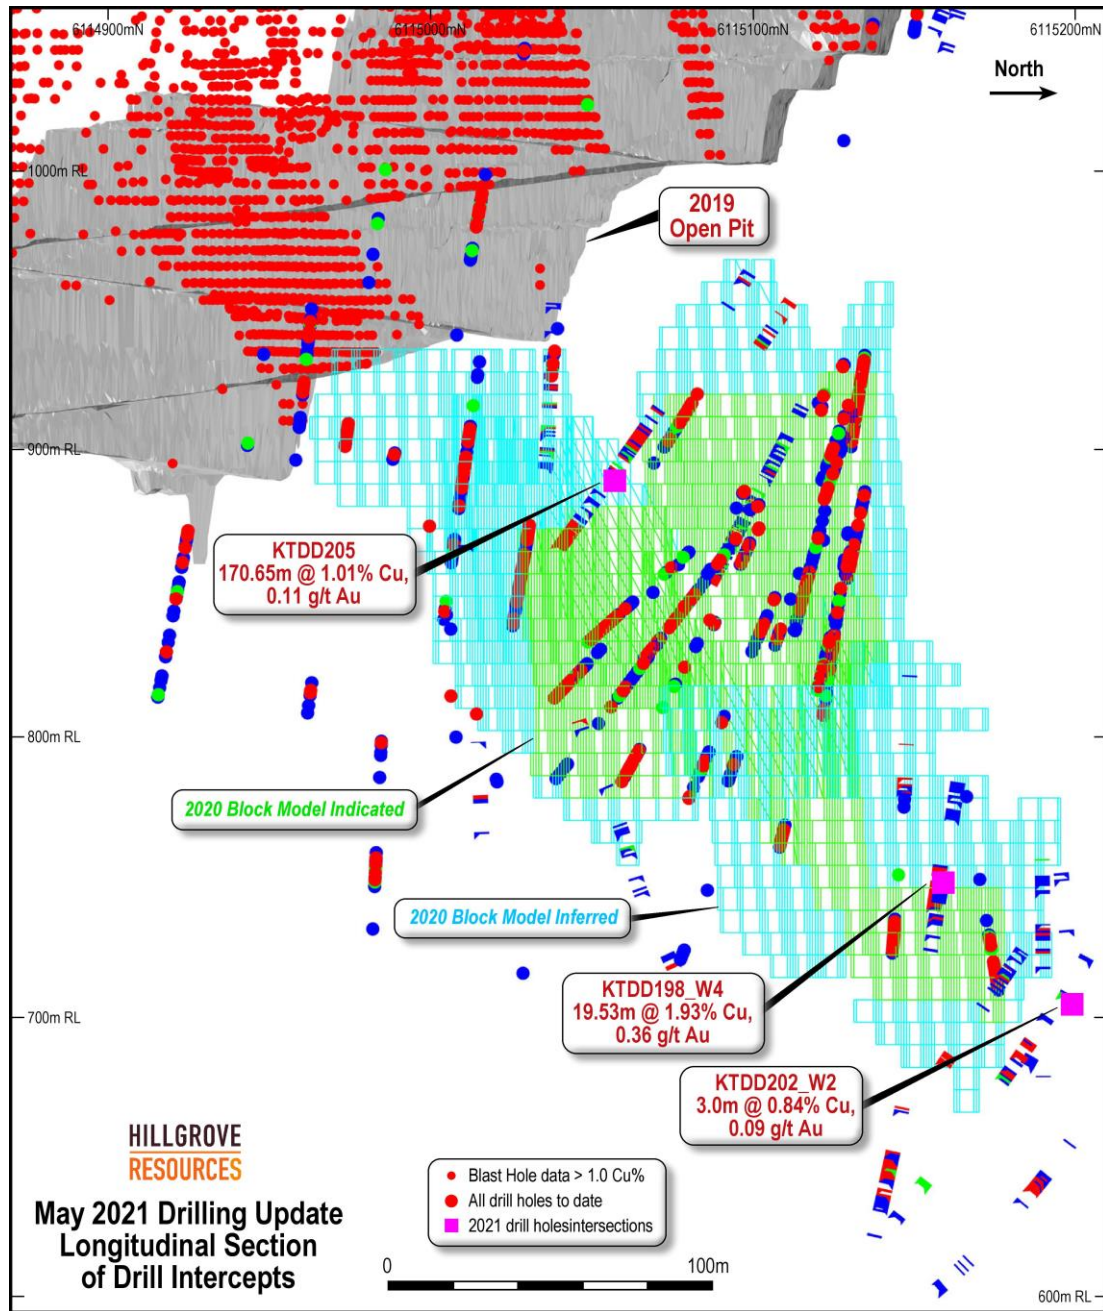 6114900mN
6115000mN
6115100mN
6115200mN
North
1000m RL
2019
Open Pit
900m RL
KTDD205
170.65m @ 1.01% Cu,
0.11 g/t Au
800m RL
2020 Block Model Indicated
2020 Block Model Inferred
KTDD198_W4
19.53m @ 1.93% Cu,
0.36 g/t Au
700m RL
KTDD202_W2
3.0m @ 0.84% Cu,
0.09 g/t Au
HILLGROVE
RESOURCES
May 2021 Drilling Update
Longitudinal Section
of Drill Intercepts
Blast Hole data > 1.0 Cu%
All drill holes to date
2021 drill holesintersections
0
100m
600m RL